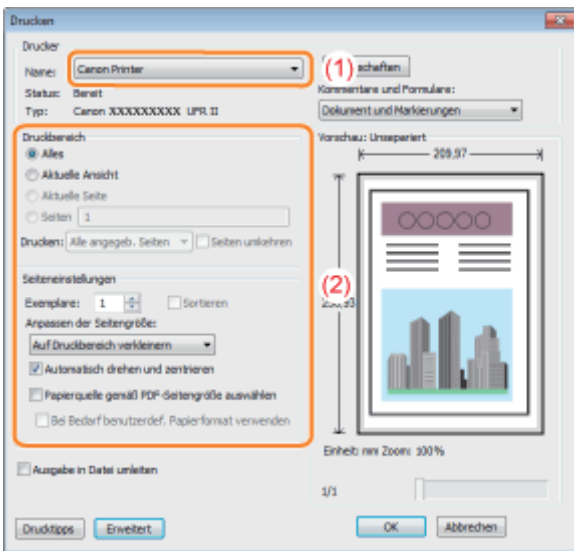 Drucken
Drucker
Name: Canon Printer
(1)
schaften
Status: Bereit
Kommentare und Formulare:
Typ: Canon XXXXXXXXX UFR II
Dokument und Markierungen
Druckbereich
Alles
Aktuelle Ansicht
Aktuelle Seite
Seiten 1
Drucken: Alle angegeb. Seiten
Seiten umkehren
Seiteneinstellungen
Exemplare: 1
Sortieren
Anpassen der Seitengröße:
Auf Druckbereich verkleinern
Automatisch drehen und zentrieren
Papierquelle gemäß PDF-Seitengröße auswählen
Bei Bedarf benutzerdef. Papierformat verwenden
Vorschau: Unsepariert
209,97
(2)
Einheit: mm Zoom: 100%
Ausgabe in Datei umleiten
1/1
Drucktipps
Erweitert
OK
Abbrechen